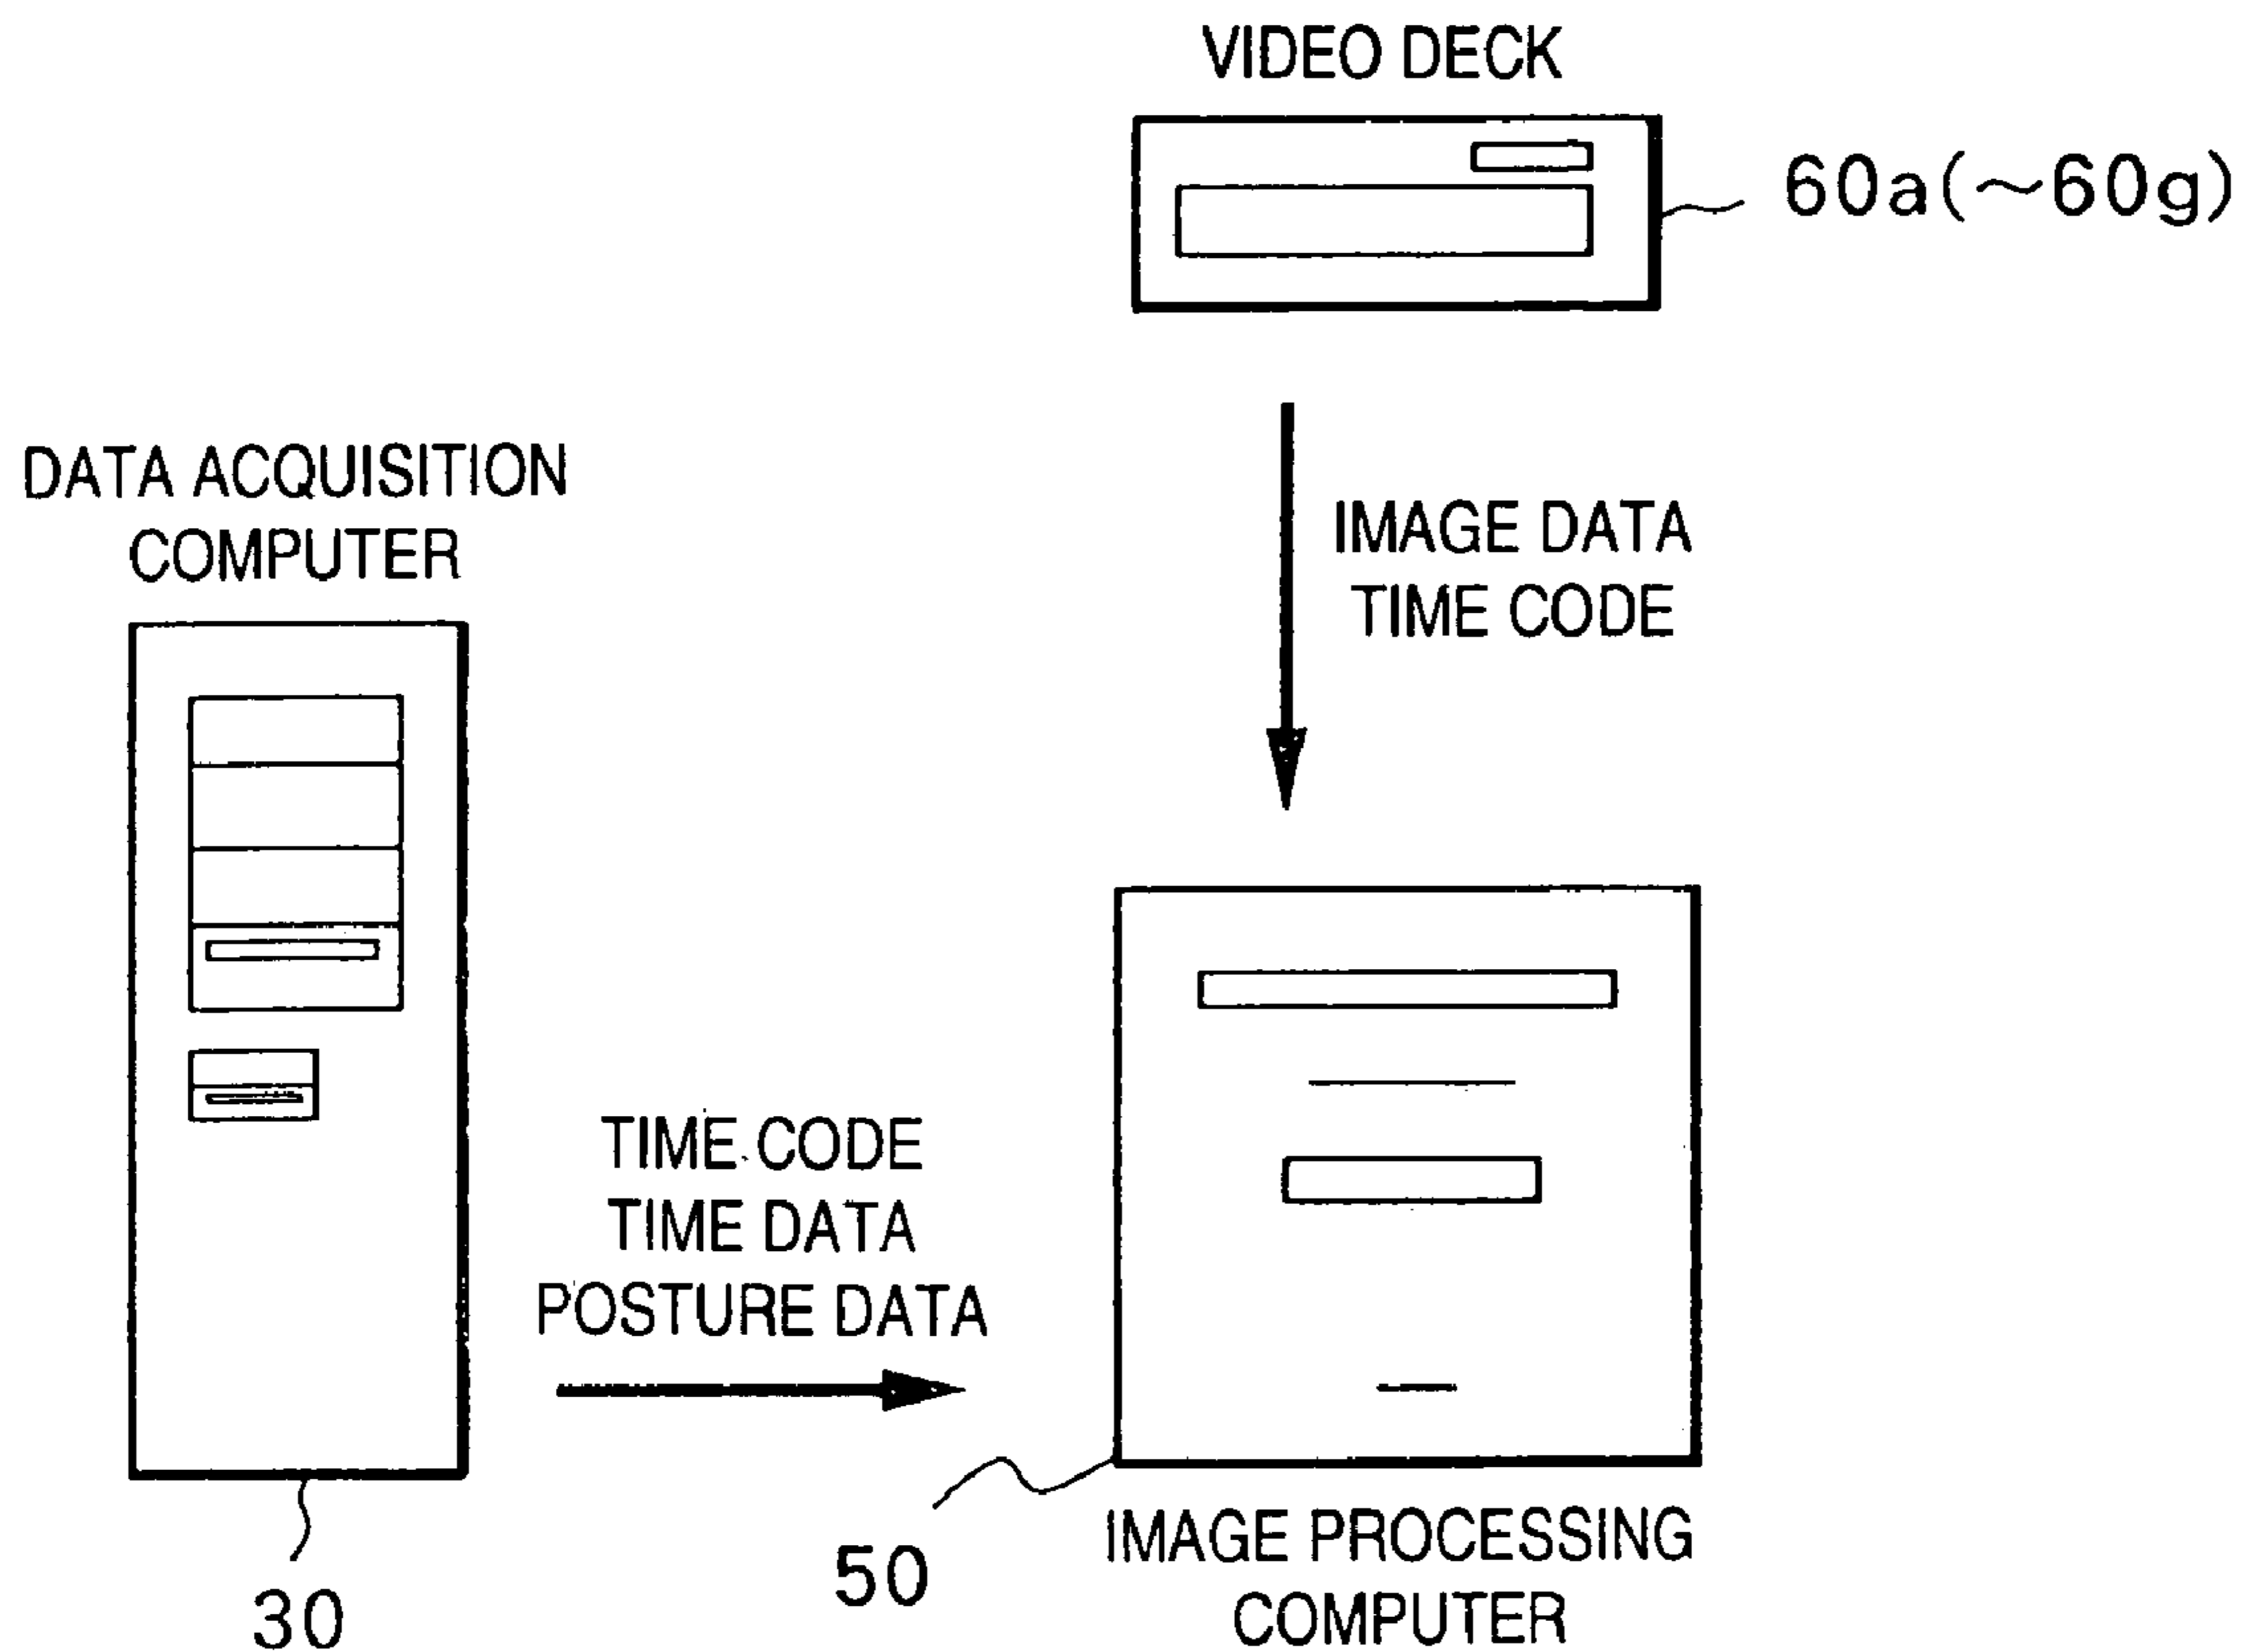 VIDEO DECK
60a(~60g)
DATA ACQUISITION
COMPUTER
IMAGE DATA
TIME CODE
TIME CODE
TIME DATA
POSTURE DATA
30
50
IMAGE PROCESSING
COMPUTER